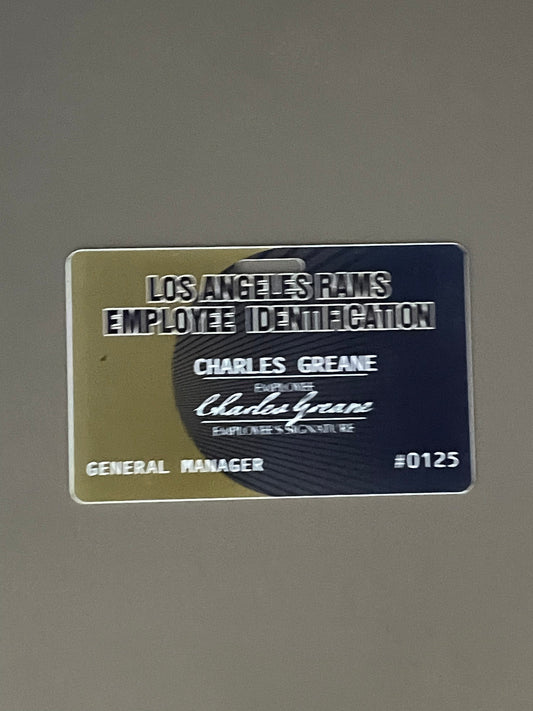 LOS ANGELES RAMS
EMPLOYEE IDENTIFICATION
CHARLES GREANE
EMPLOYEE
Charles Greane
EMPLOYEE'S SIGNATURE
GENERAL MANAGER
#0125